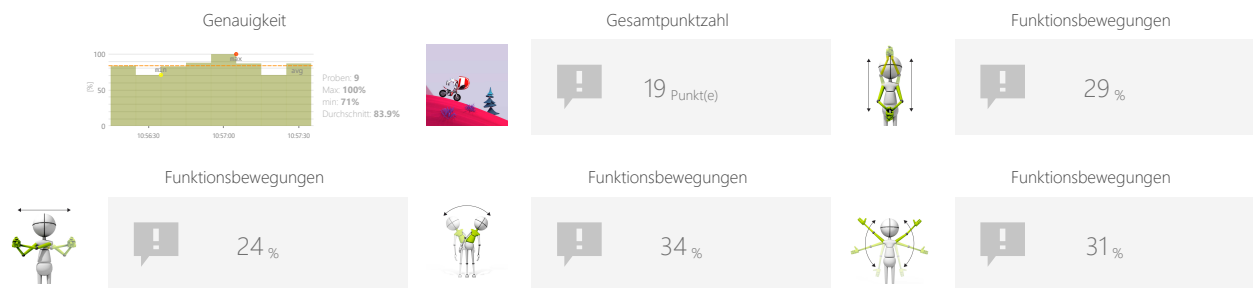 Genauigkeit
100
50
0
[%]
min
max
avg
10:56:30
10:57:00
10:57:30
Proben: 9
Max: 100%
min: 71%
Durchschnitt: 83.9%
Gesamtpunktzahl
19 Punkt(e)
Funktionsbewegungen
29 %
Funktionsbewegungen
24 %
Funktionsbewegungen
34 %
Funktionsbewegungen
31 %